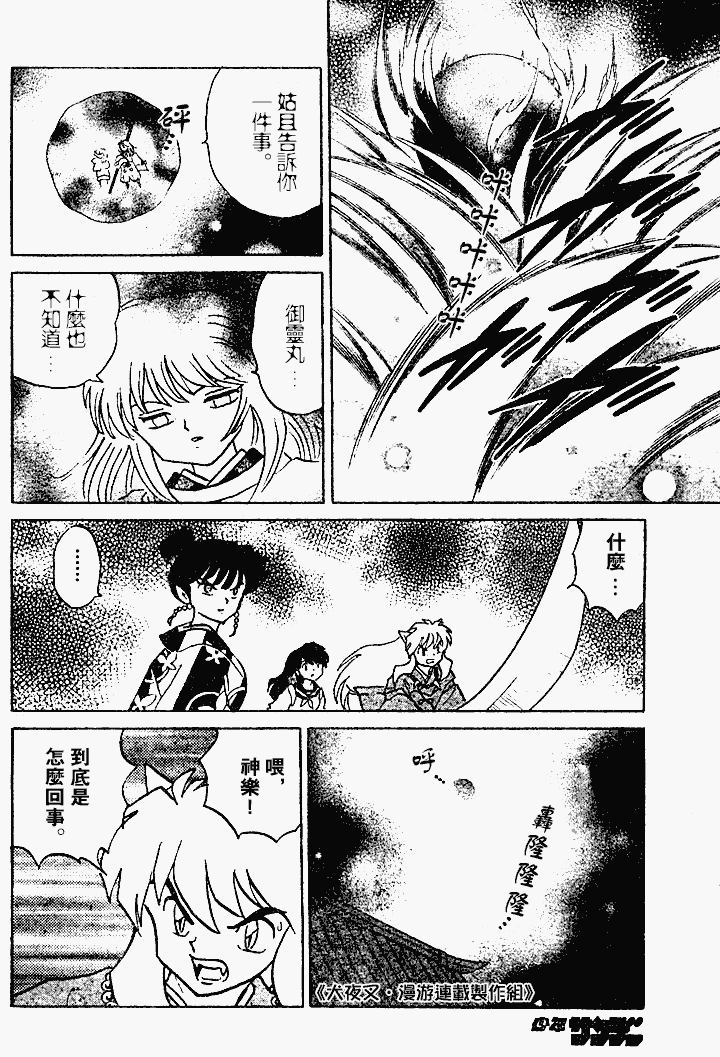 咔
咔
咔
咔
咔
姑且告訴你
一件事。
砰…
御靈丸…
什麼也
不知道…
什麼…
……
呼…
轟隆隆隆…
《犬夜叉·漫游連載製作組》
喂，
神樂！
到底是
怎麼回事。